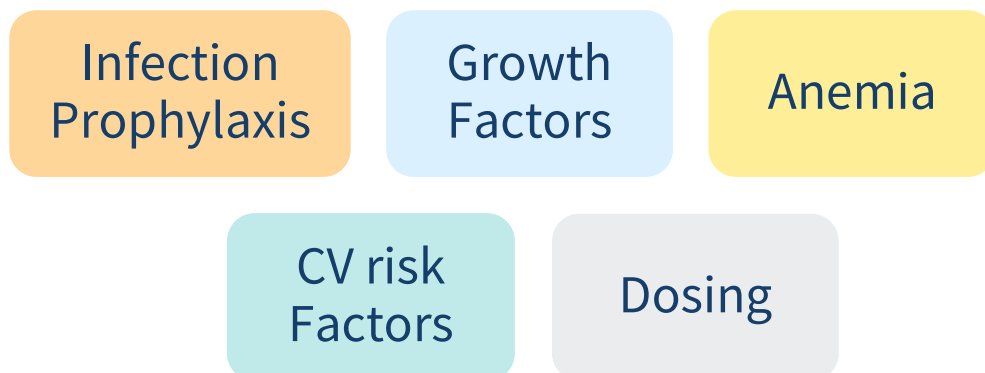 Infection
Prophylaxis
Growth
Factors
Anemia
CV risk
Factors
Dosing